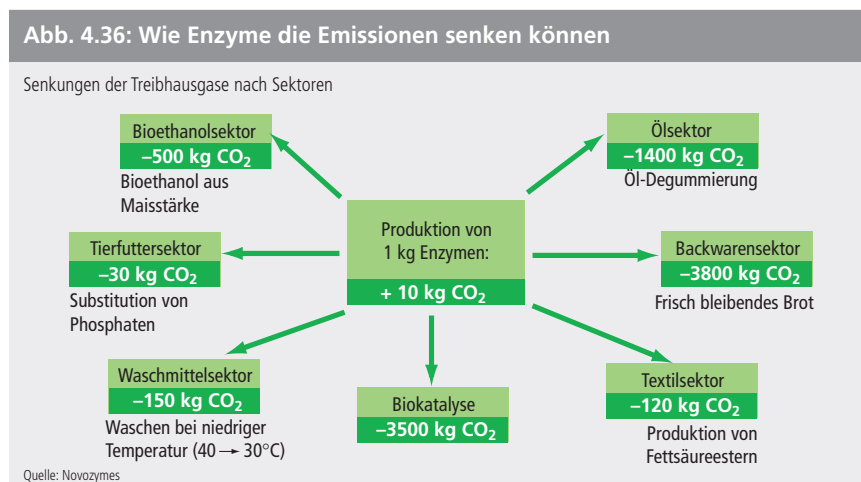 Abb. 4.36: Wie Enzyme die Emissionen senken können
Senkungen der Treibhausgase nach Sektoren
Bioethanolsektor
–500 kg CO₂
Bioethanol aus
Maisstärke
Ölsektor
–1400 kg CO₂
Öl-Degummierung
Tierfuttersektor
–30 kg CO₂
Substitution von
Phosphaten
Produktion von
1 kg Enzymen:
+ 10 kg CO₂
Backwarensektor
–3800 kg CO₂
Frisch bleibendes Brot
Waschmittelsektor
–150 kg CO₂
Waschen bei niedriger
Temperatur (40 → 30°C)
Biokatalyse
–3500 kg CO₂
Textilsektor
–120 kg CO₂
Produktion von
Fettsäureestern
Quelle: Novozymes